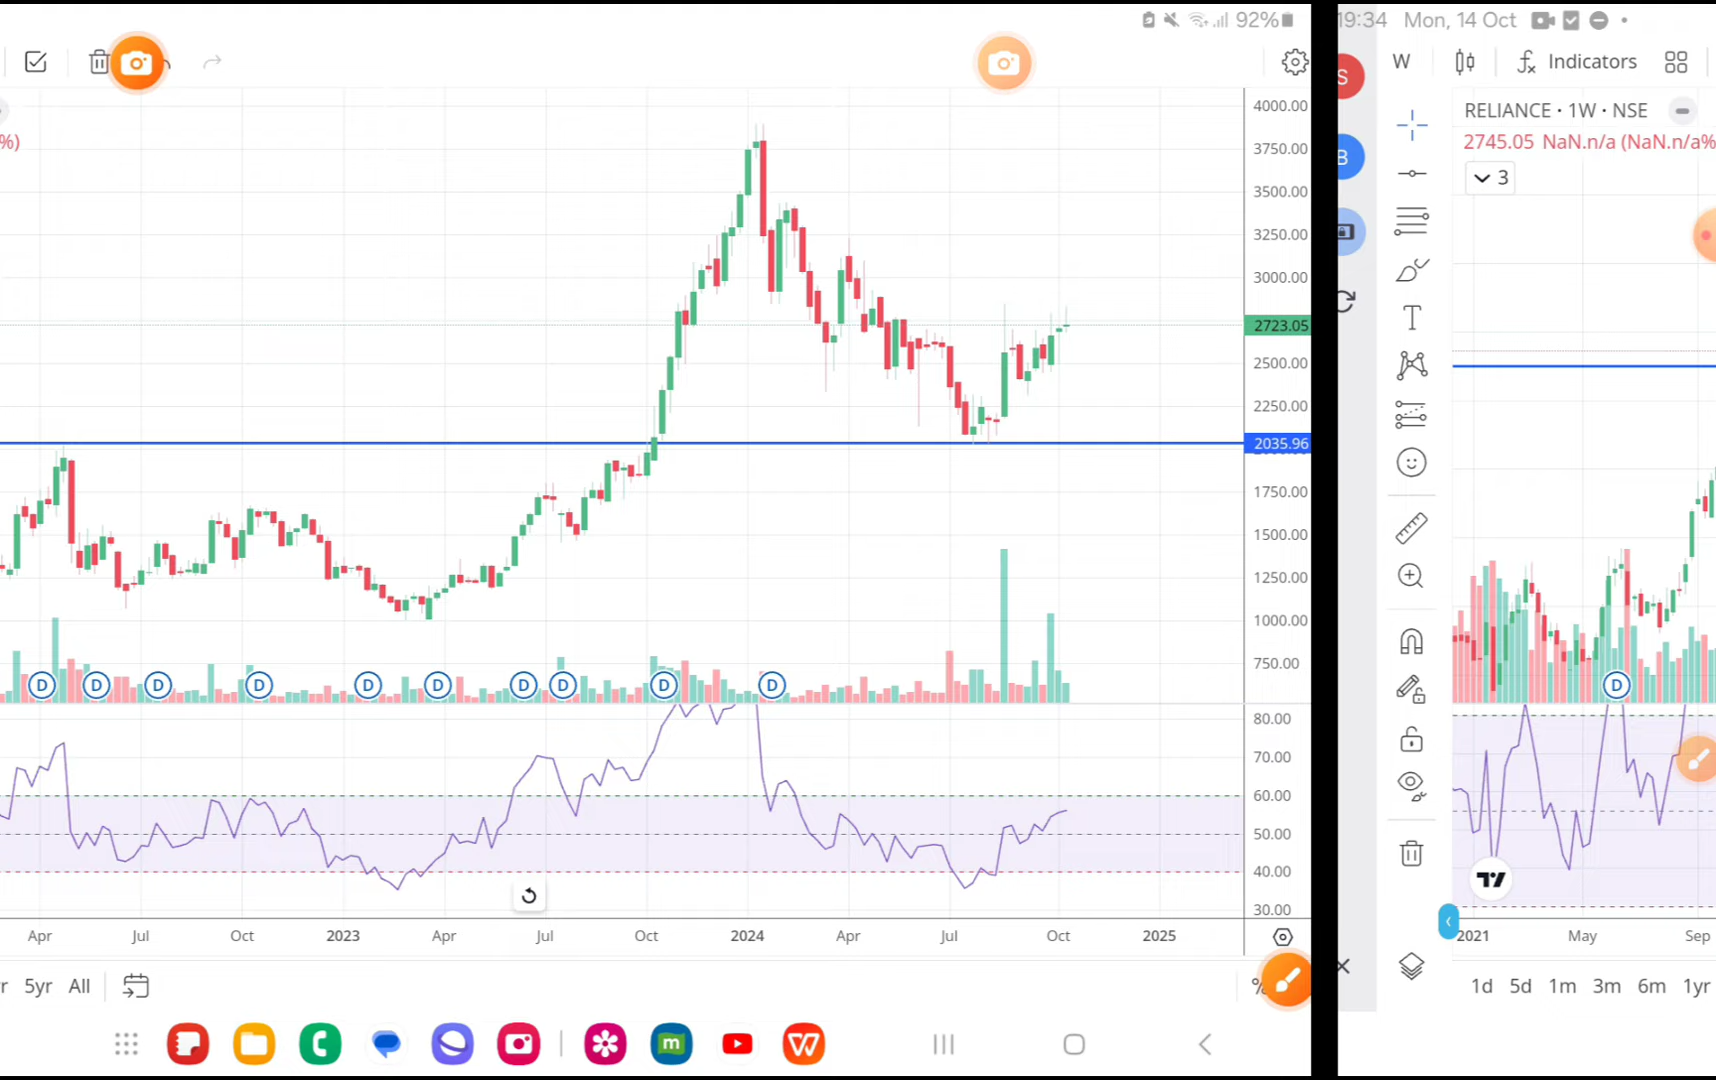 92%
%)
4000.00
3750.00
3500.00
3250.00
3000.00
2723.05
2500.00
2250.00
2035.96
1750.00
1500.00
1250.00
1000.00
750.00
D D D D D D D D D D
80.00
70.00
60.00
50.00
40.00
30.00
Apr Jul Oct 2023 Apr Jul Oct 2024 Apr Jul Oct 2025
r 5yr All %
m
19:34 Mon, 14 Oct
S
W Indicators
B
RELIANCE · 1W · NSE
2745.05 NaN.n/a (NaN.n/a%
3
T
D
2021 May Sep
1d 5d 1m 3m 6m 1yr